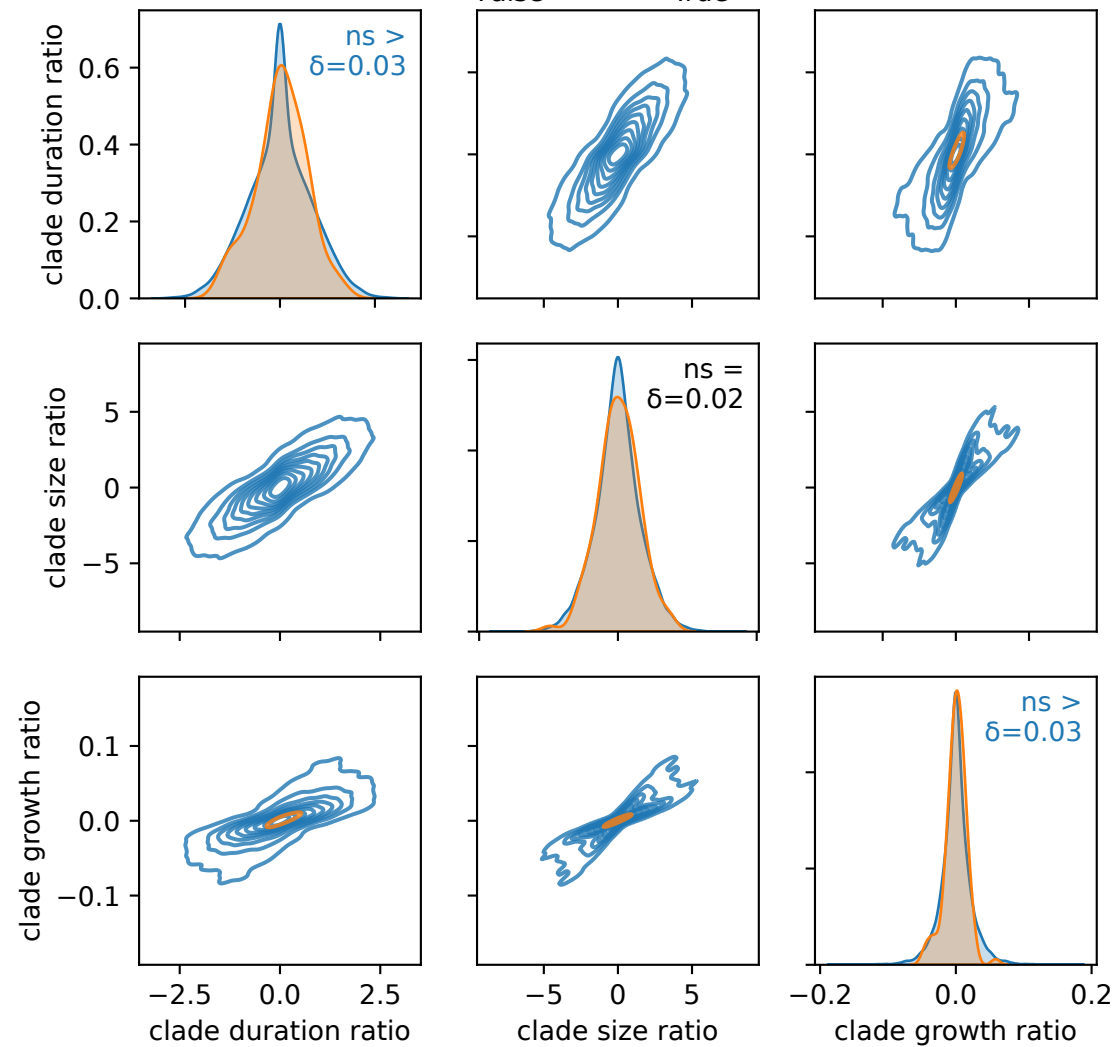 clade duration ratio
0.6
0.4
0.2
0.0
ns >
δ=0.03
clade size ratio
5
0
−5
ns =
δ=0.02
clade growth ratio
0.1
0.0
−0.1
ns >
δ=0.03
−2.5 0.0 2.5
−5 0 5
−0.2 0.0 0.2
clade duration ratio
clade size ratio
clade growth ratio